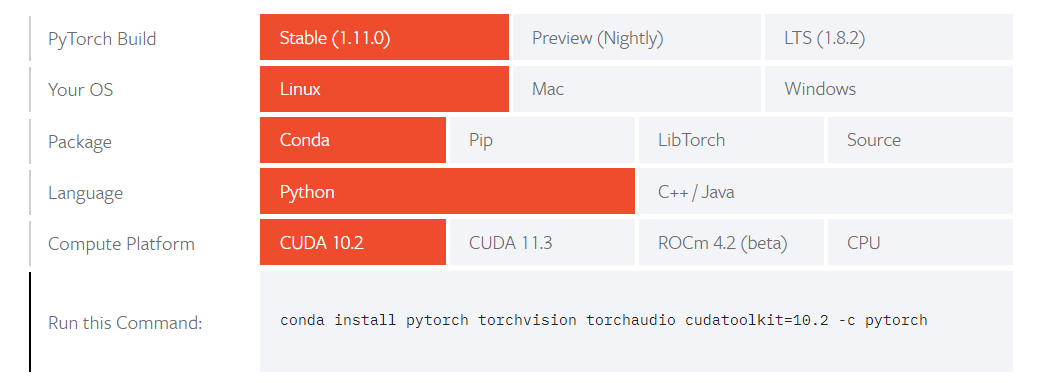 PyTorch Build Stable (1.11.0) Preview (Nightly) LTS (1.8.2)
Your OS Linux Mac Windows
Package Conda Pip LibTorch Source
Language Python C++ / Java
Compute Platform CUDA 10.2 CUDA 11.3 ROCm 4.2 (beta) CPU
Run this Command: conda install pytorch torchvision torchaudio cudatoolkit=10.2 -c pytorch